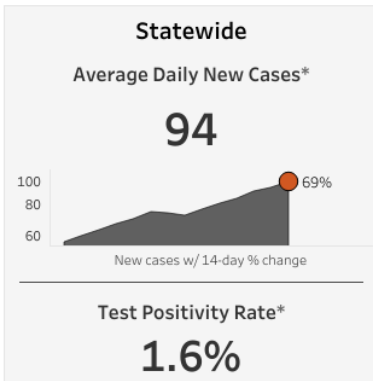 Statewide
Average Daily New Cases*
94
100
69%
80
60
New cases w/ 14-day % change
Test Positivity Rate*
1.6%